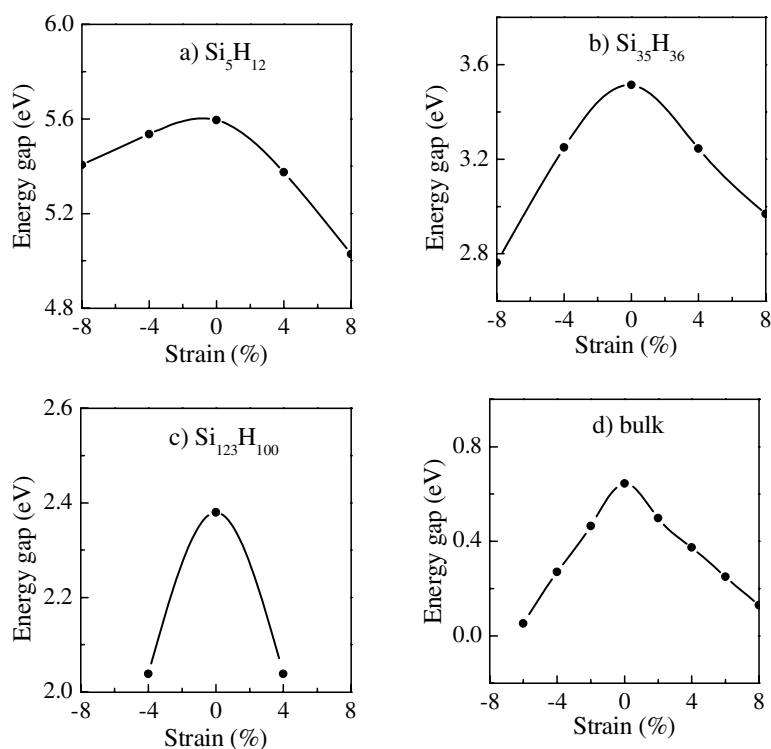 a) Si5H12
Energy gap (eV)
6.0
5.6
5.2
4.8
-8 -4 0 4 8
Strain (%)
b) Si35H36
Energy gap (eV)
3.6
3.2
2.8
-8 -4 0 4 8
Strain (%)
c) Si123H100
Energy gap (eV)
2.6
2.4
2.2
2.0
-8 -4 0 4 8
Strain (%)
d) bulk
Energy gap (eV)
0.8
0.4
0.0
-8 -4 0 4 8
Strain (%)